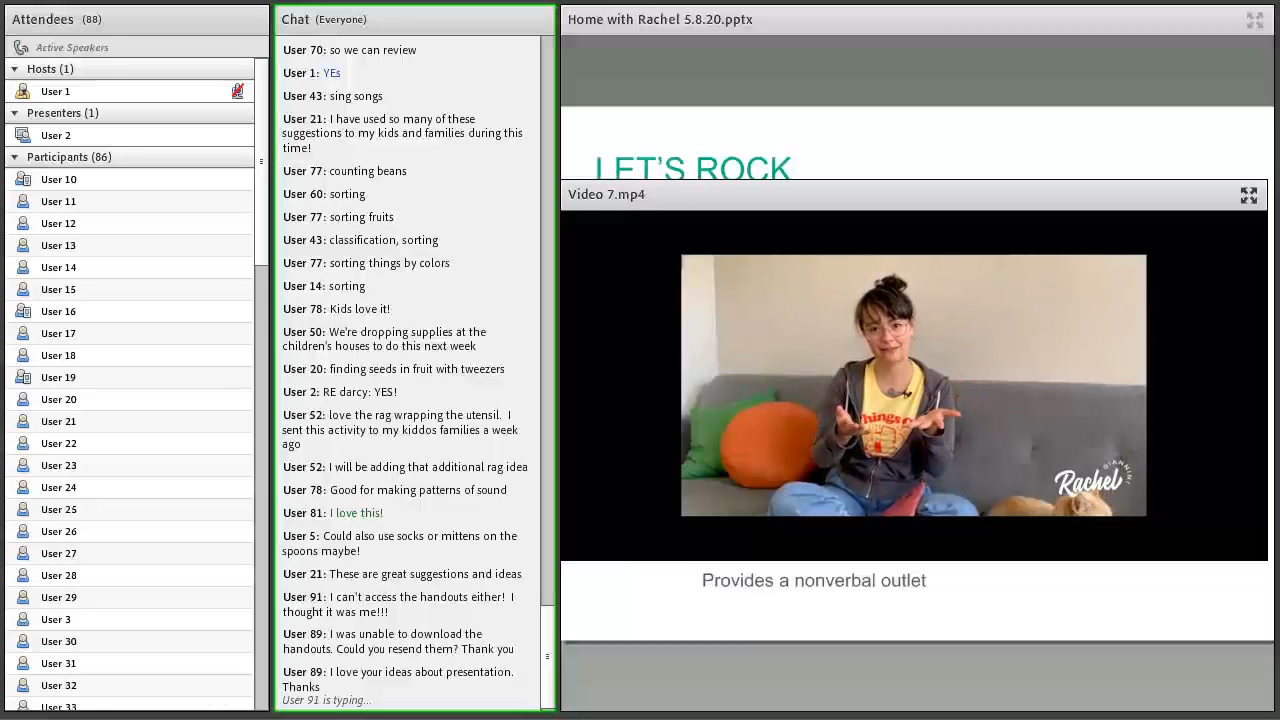 Attendees (88)
Active Speakers
Hosts (1)
User 1
Presenters (1)
User 2
Participants (86)
User 10
User 11
User 12
User 13
User 14
User 15
User 16
User 17
User 18
User 19
User 20
User 21
User 22
User 23
User 24
User 25
User 26
User 27
User 28
User 29
User 3
User 30
User 31
User 32
User 33
Chat (Everyone)
User 70: so we can review
User 1: YEs
User 43: sing songs
User 21: I have used so many of these
suggestions to my kids and families during this
time!
User 77: counting beans
User 60: sorting
User 77: sorting fruits
User 43: classification, sorting
User 77: sorting things by colors
User 14: sorting
User 78: Kids love it!
User 50: We're dropping supplies at the
children's houses to do this next week
User 20: finding seeds in fruit with tweezers
User 2: RE darcy: YES!
User 52: love the rag wrapping the utensil. I
sent this activity to my kiddos families a week
ago
User 52: I will be adding that additional rag idea
User 78: Good for making patterns of sound
User 81: I love this!
User 5: Could also use socks or mittens on the
spoons maybe!
User 21: These are great suggestions and ideas
User 91: I can't access the handouts either! I
thought it was me!!!
User 89: I was unable to download the
handouts. Could you resend them? Thank you
User 89: I love your ideas about presentation.
Thanks
User 91 is typing...
Home with Rachel 5.8.20.pptx
LET'S ROCK
Video 7.mp4
Rachel
GIANNINI
Provides a nonverbal outlet